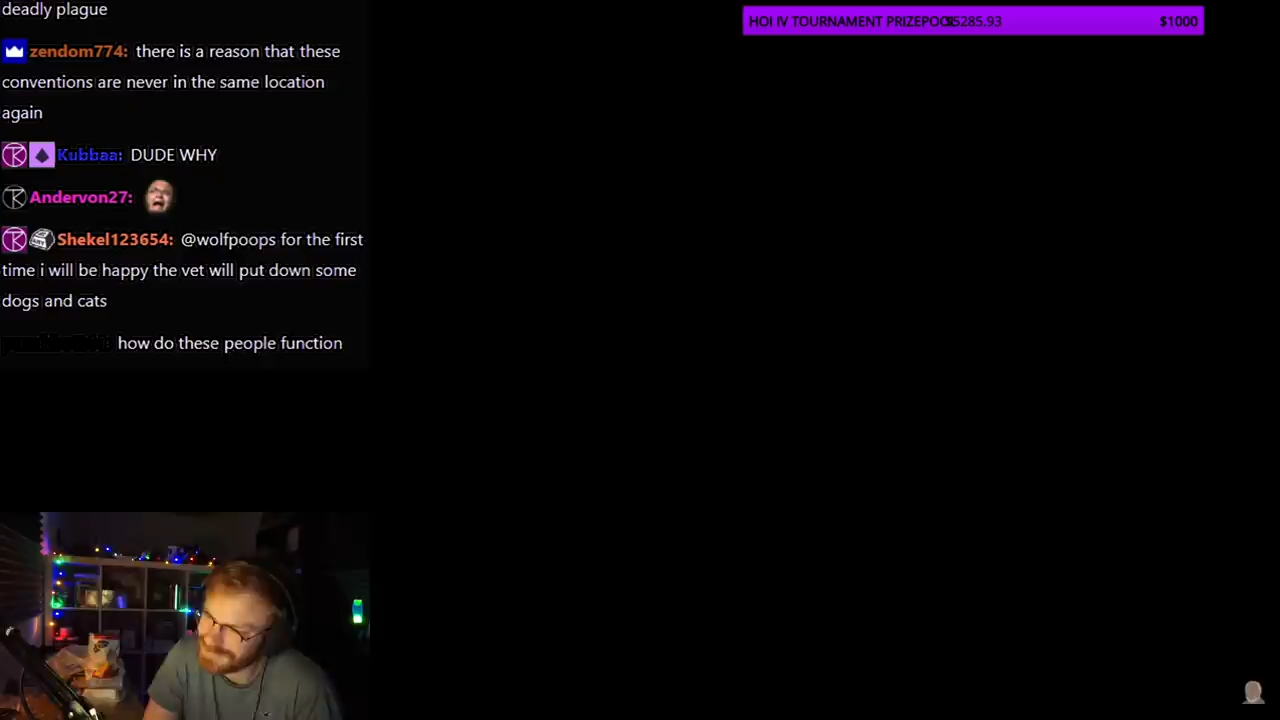 deadly plague
zendom774: there is a reason that these
conventions are never in the same location
again
Kubbaa: DUDE WHY
Andervon27:
Shekel123654: @wolfpoops for the first
time i will be happy the vet will put down some
dogs and cats
how do these people function
HOI IV TOURNAMENT PRIZEPOOL $5285.93 $1000